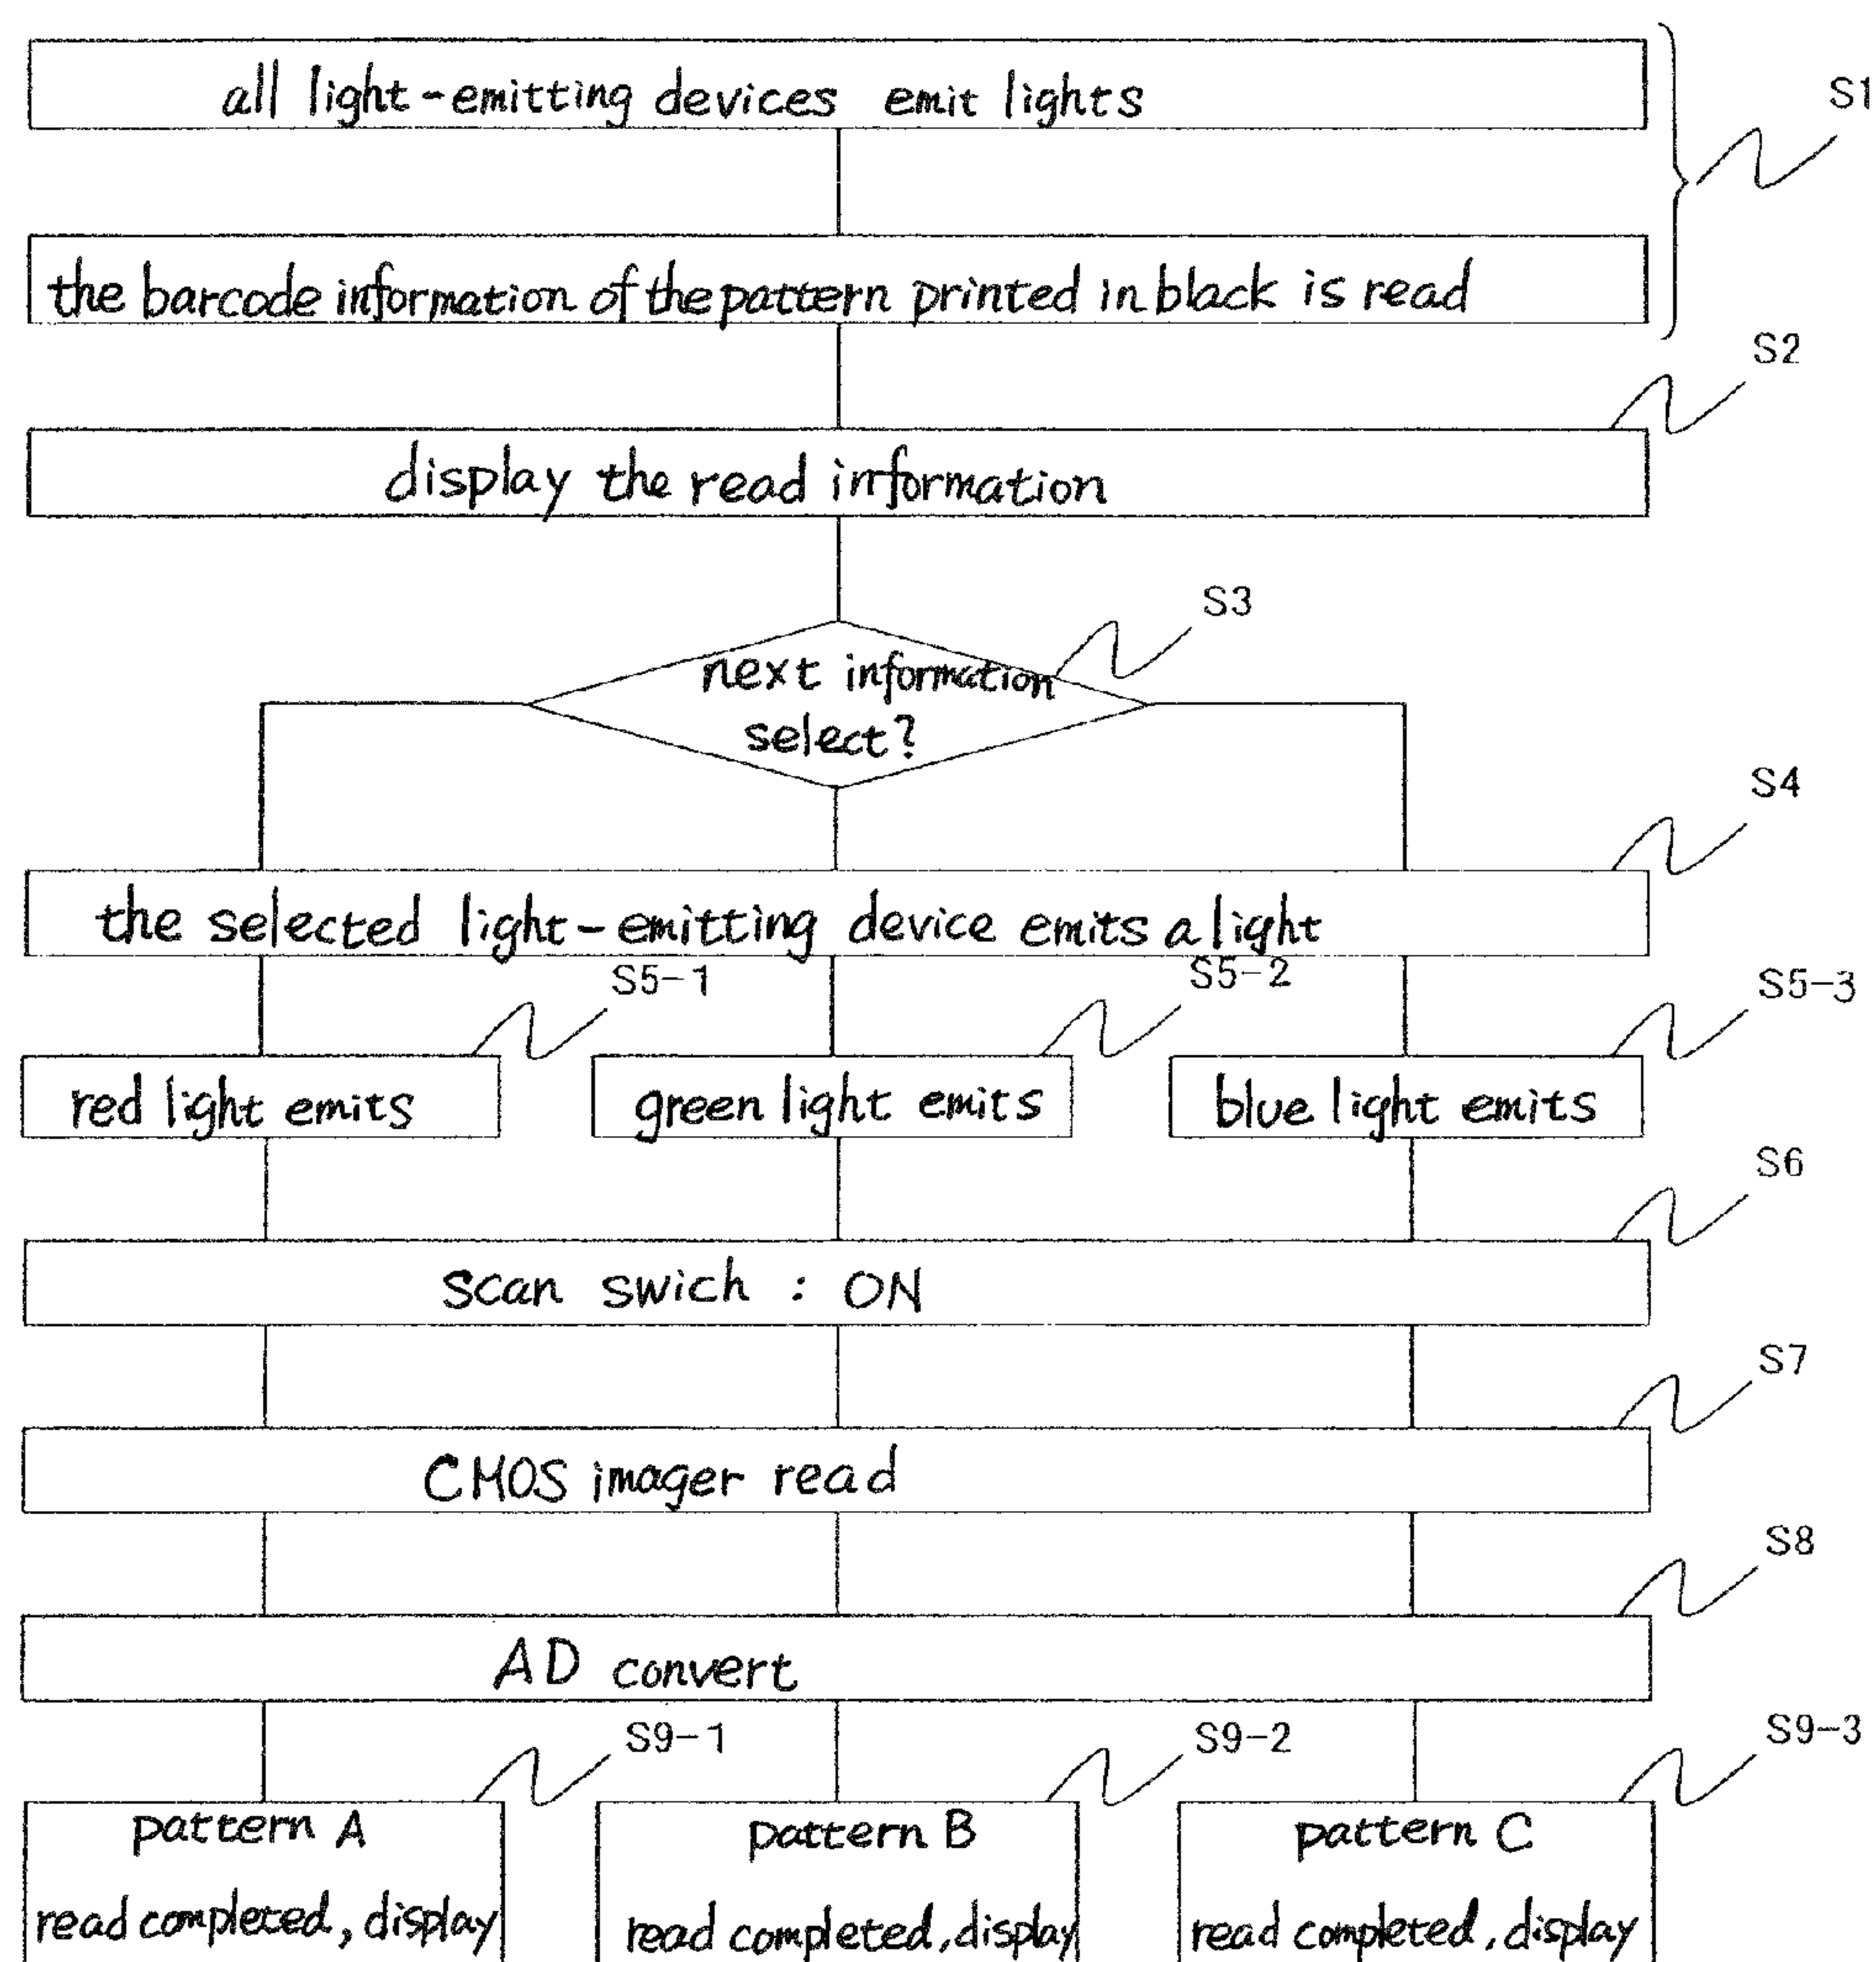 all light-emitting devices emit lights
S1
the barcode information of the pattern printed in black is read
S2
display the read information
S3
next information
select?
S4
the selected light-emitting device emits a light
S5-1
S5-2
S5-3
red light emits
green light emits
blue light emits
S6
scan swich : ON
S7
CMOS imager read
S8
AD convert
S9-1
S9-2
S9-3
pattern A
read completed, display
pattern B
read completed, display
pattern C
read completed, display